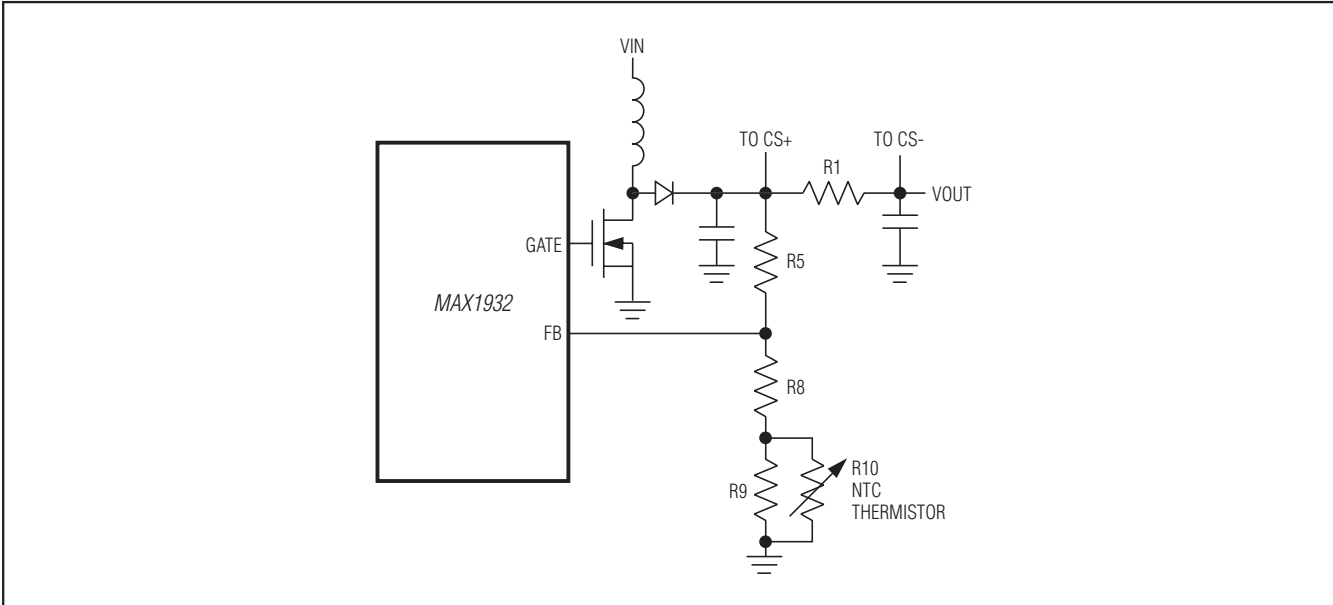 VIN
TO CS+
TO CS-
R1
VOUT
GATE
R5
MAX1932
FB
R8
R9
R10
NTC
THERMISTOR